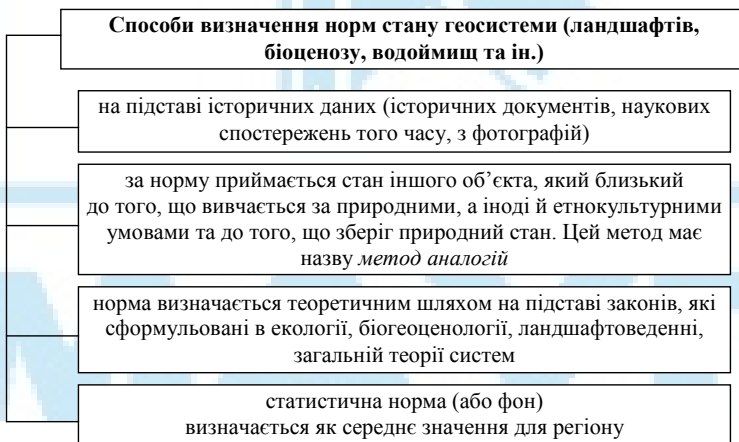 Способи визначення норм стану геосистеми (ландшафтів,
біоценозу, водоймищ та ін.)
на підставі історичних даних (історичних документів, наукових
спостережень того часу, з фотографій)
за норму приймається стан іншого об’єкта, який близький
до того, що вивчається за природними, а іноді й етнокультурними
умовами та до того, що зберіг природний стан. Цей метод має
назву метод аналогій
норма визначається теоретичним шляхом на підставі законів, які
сформульовані в екології, біогеоценології, ландшафтоведенні,
загальній теорії систем
статистична норма (або фон)
визначається як середнє значення для регіону